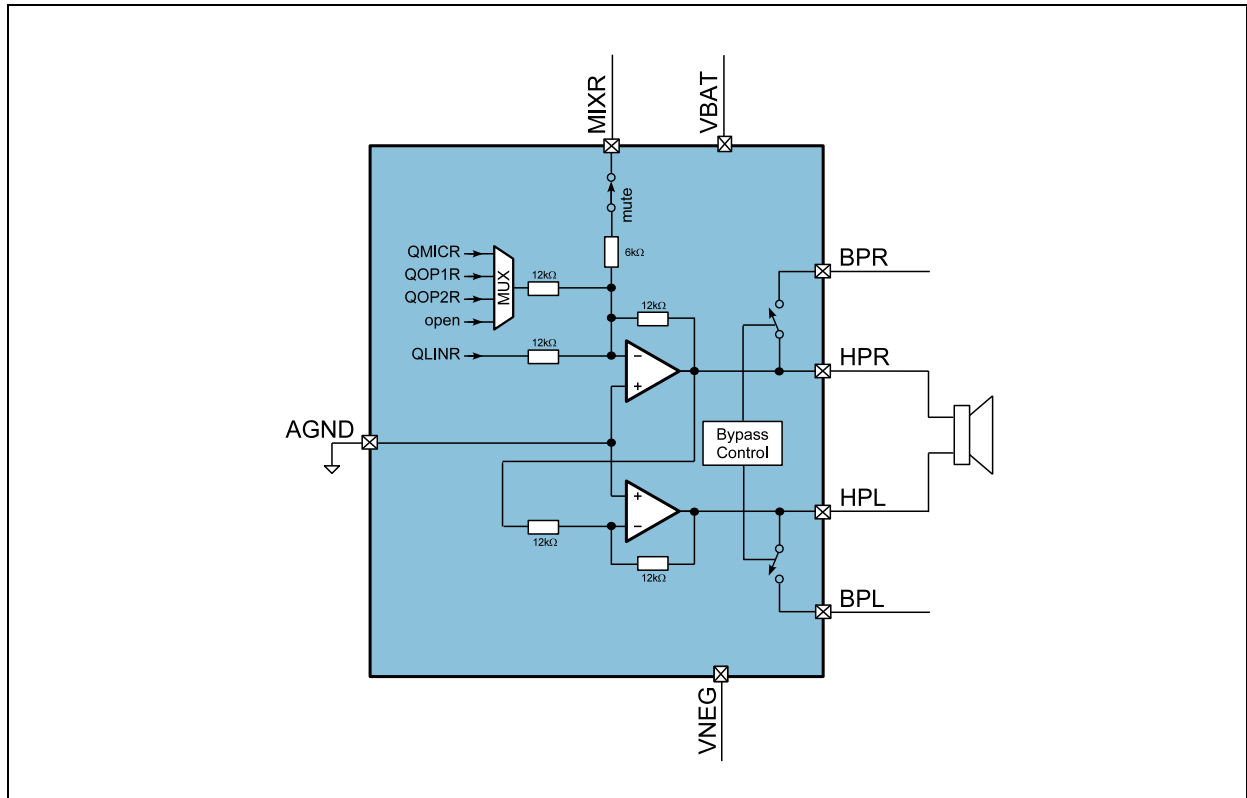 MIXR
VBAT
mute
6kΩ
QMICR
QOP1R
QOP2R
open
MUX
12kΩ
12kΩ
QLINR
12kΩ
−
+
BPR
HPR
AGND
Bypass
Control
+
−
12kΩ
12kΩ
HPL
BPL
VNEG